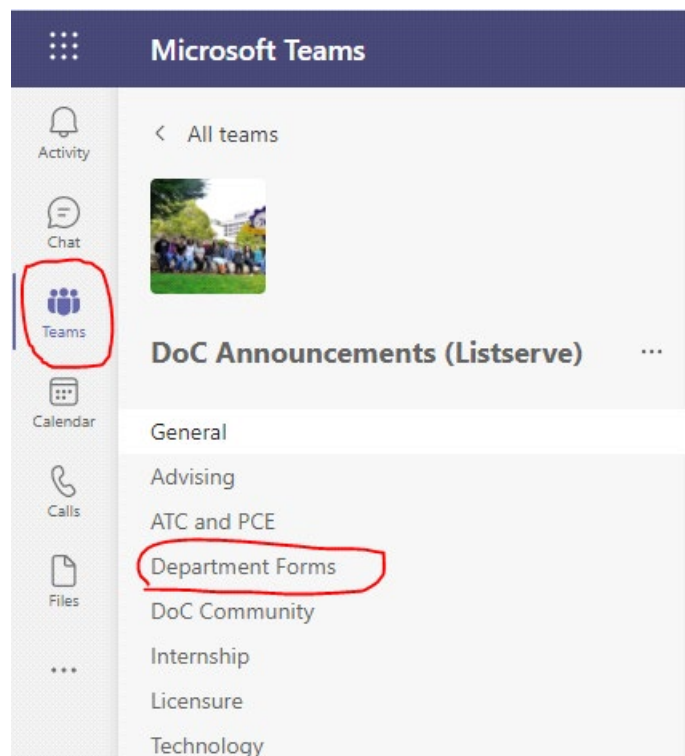 Microsoft Teams
Activity
Chat
Teams
Calendar
Calls
Files
All teams
DoC Announcements (Listserve)
General
Advising
ATC and PCE
Department Forms
DoC Community
Internship
Licensure
Technology